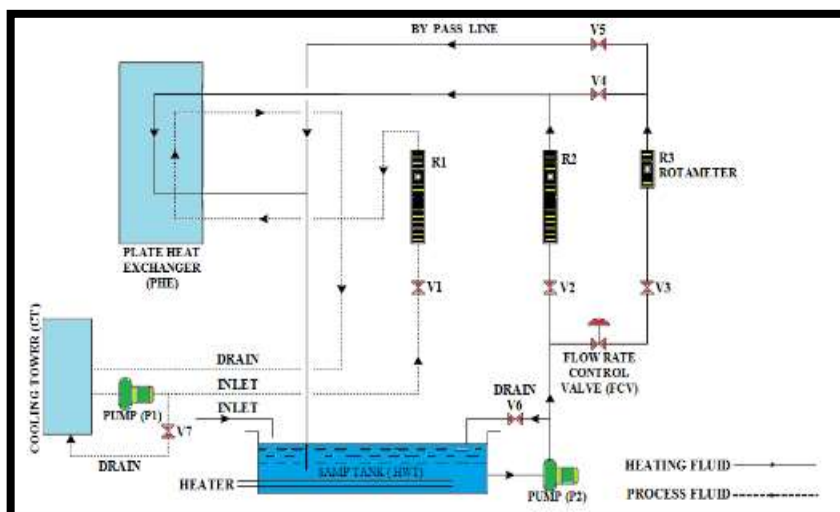 BY PASS LINE
V5
V4
R1
R2
R3
ROTAMETER
PLATE HEAT
EXCHANGER
(PHE)
V1
V2
V3
COOLING TOWER (CT)
DRAIN
INLET
PUMP (P1)
V7
INLET
DRAIN
DRAIN
V6
FLOW RATE
CONTROL
VALVE (FCV)
SAMP TANK (HWT)
HEATER
PUMP (P2)
HEATING FLUID
PROCESS FLUID